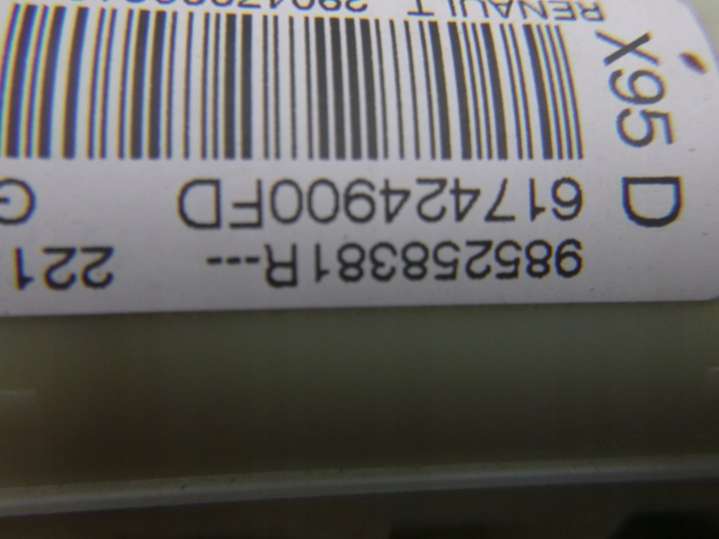 X95 D
985258381R--- 221
617424900FD
RENAULT